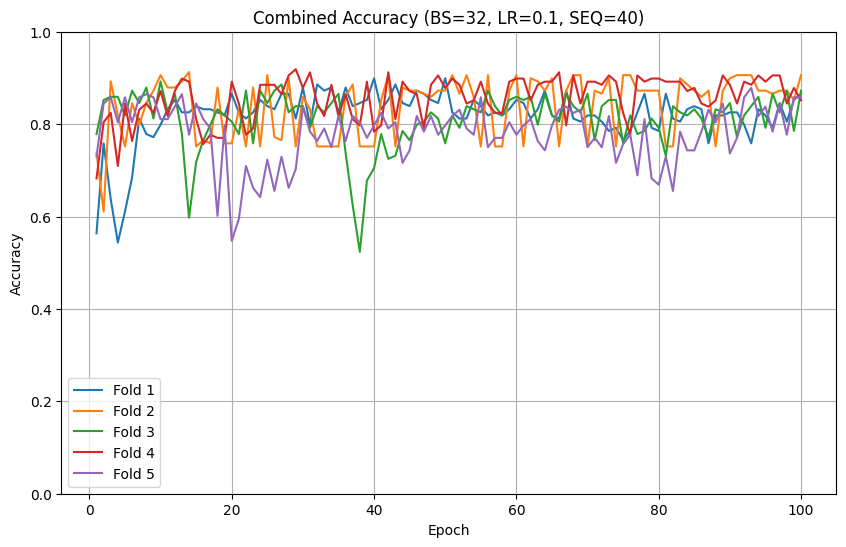 Combined Accuracy (BS=32, LR=0.1, SEQ=40)
1.0
0.8
0.6
0.4
0.2
0.0
Accuracy
Fold 1
Fold 2
Fold 3
Fold 4
Fold 5
0 20 40 60 80 100
Epoch